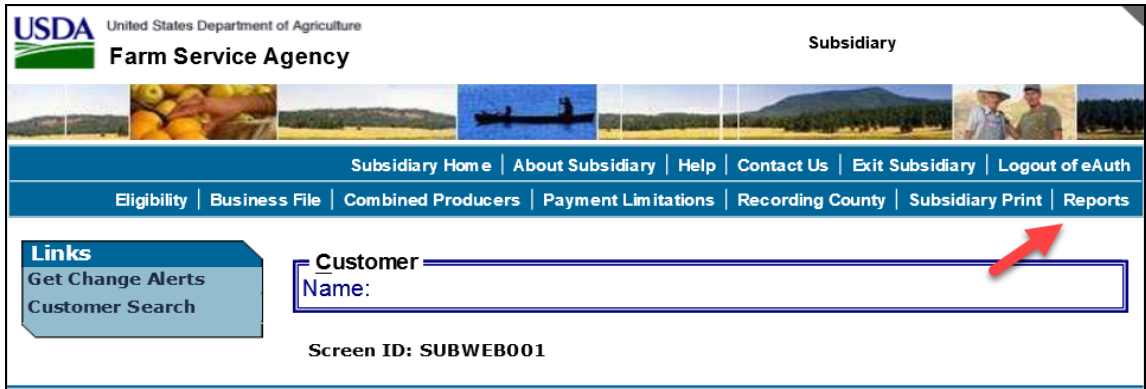 USDA United States Department of Agriculture
Farm Service Agency
Subsidiary
Subsidiary Home | About Subsidiary | Help | Contact Us | Exit Subsidiary | Logout of eAuth
Eligibility | Business File | Combined Producers | Payment Limitations | Recording County | Subsidiary Print | Reports
Links
Get Change Alerts
Customer Search
Customer
Name:
Screen ID: SUBWEB001